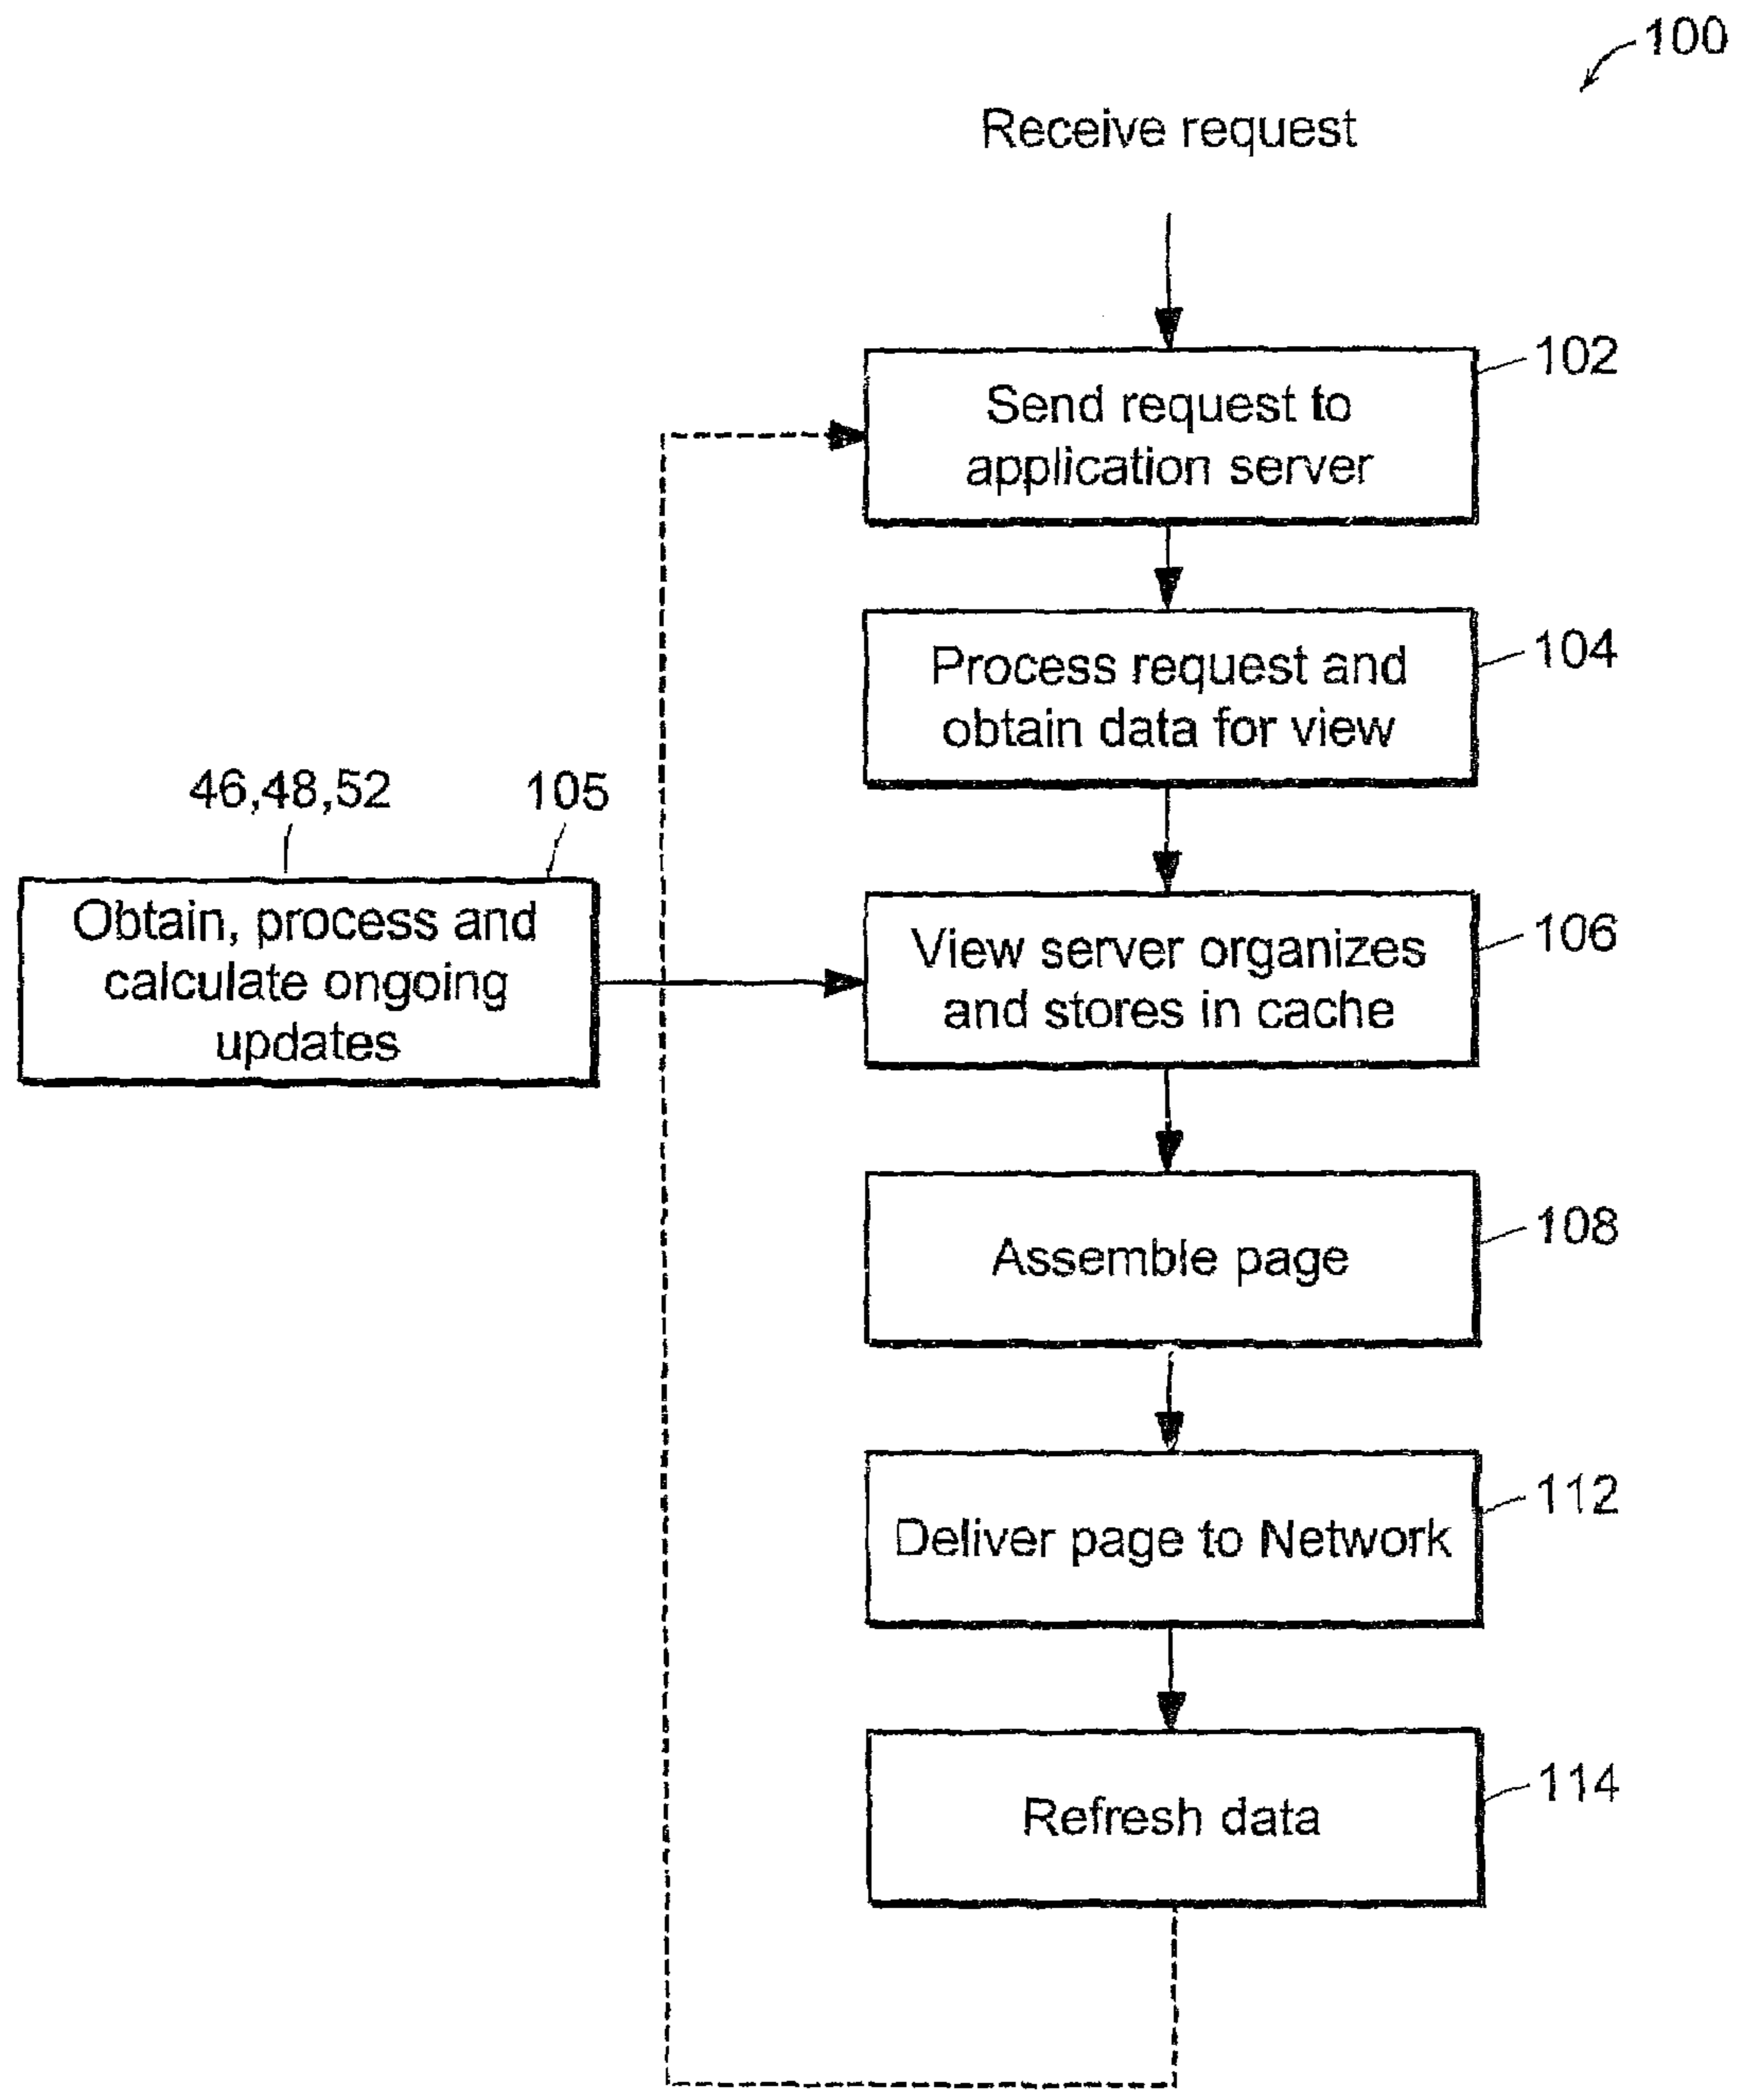 100
Receive request
102
Send request to
application server
104
Process request and
obtain data for view
46,48,52
105
Obtain, process and
calculate ongoing
updates
106
View server organizes
and stores in cache
108
Assemble page
112
Deliver page to Network
114
Refresh data